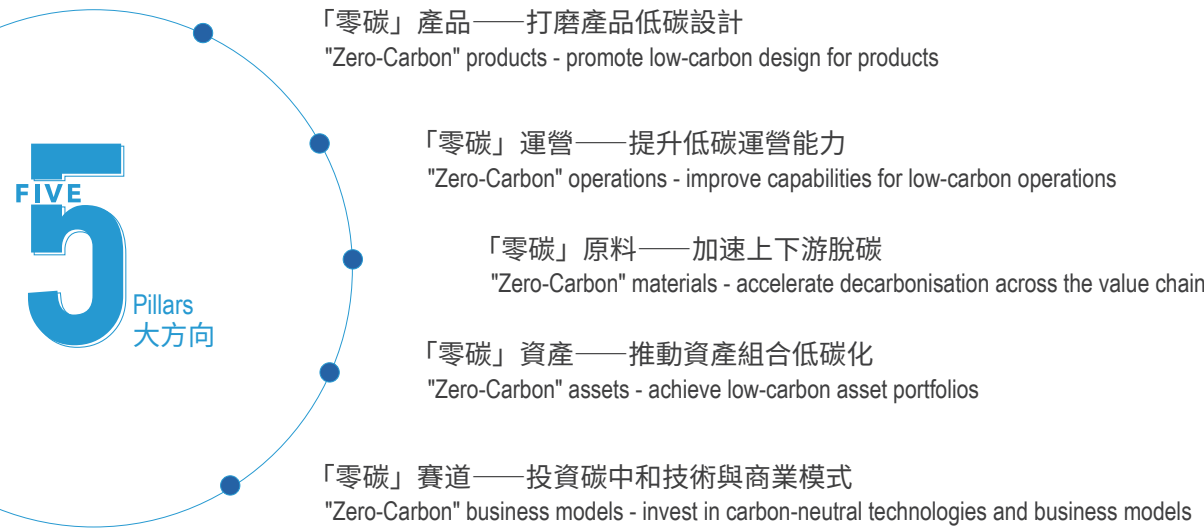 「零碳」產品——打磨產品低碳設計
"Zero-Carbon" products - promote low-carbon design for products
「零碳」運營——提升低碳運營能力
"Zero-Carbon" operations - improve capabilities for low-carbon operations
FIVE
5
Pillars
大方向
「零碳」原料——加速上下游脫碳
"Zero-Carbon" materials - accelerate decarbonisation across the value chain
「零碳」資產——推動資產組合低碳化
"Zero-Carbon" assets - achieve low-carbon asset portfolios
「零碳」賽道——投資碳中和技術與商業模式
"Zero-Carbon" business models - invest in carbon-neutral technologies and business models